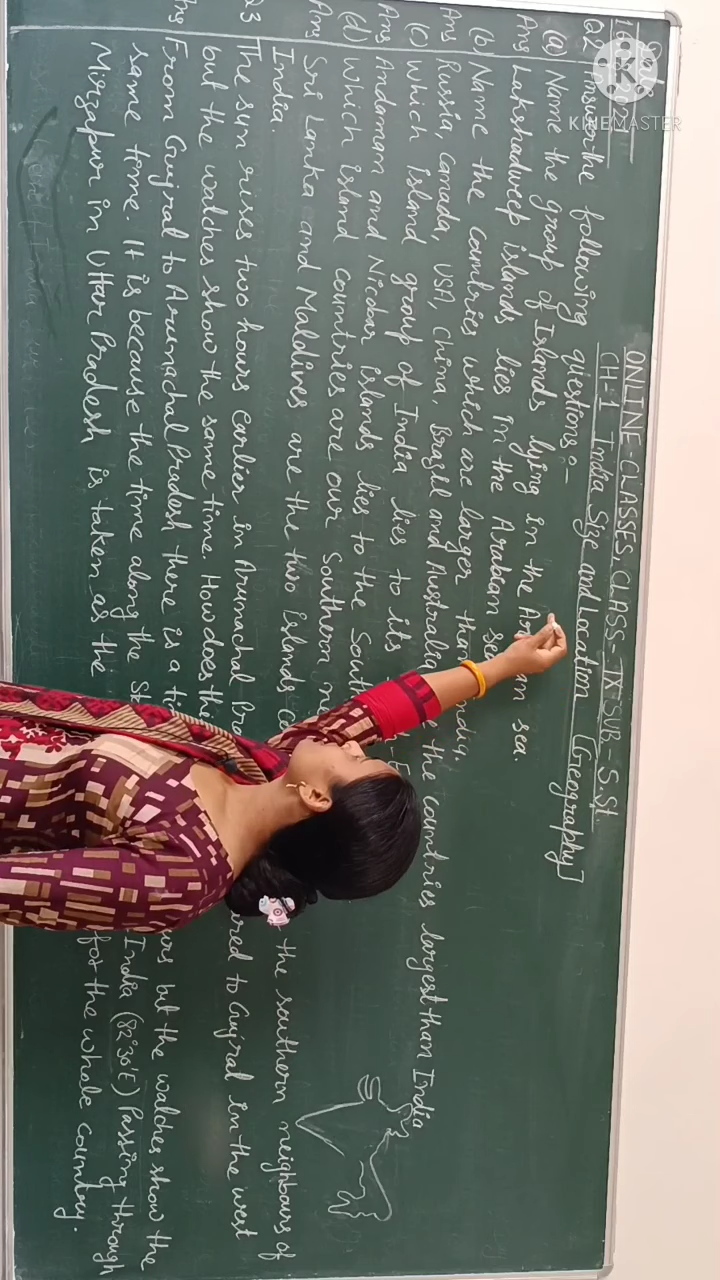 ONLINE CLASSES CLASS-IX SUB.-S.St
CH-1 India Size and Location [Geography]
Q2 Answer the following questions:-
(a) Name the group of Islands lying in the sea.
Ans Lakshadweep islands lies in the Arabian
(b) Name the countries which are larger India.
Ans Russia, Canada, USA, China, Brazil and Australia the countries largest than India
(c) Which island group of India lies to its
Ans Andaman and Nicobar islands lies to the
(d) Which island countries are our Southern
Ans Sri Lanka and Maldives are the two islands the southern neighbours of
India.
Q3 The sun rises two hours earlier in Arunachal to Gujrat in the west
but the watches show the same time. How does
Ans From Gujrat to Arunachal Pradesh there is a but the watches show the
same time. It is because the time along the India (82°30'E) Passing through
Mirzapur in Uttar Pradesh is taken as the for the whole country.
KINEMASTER